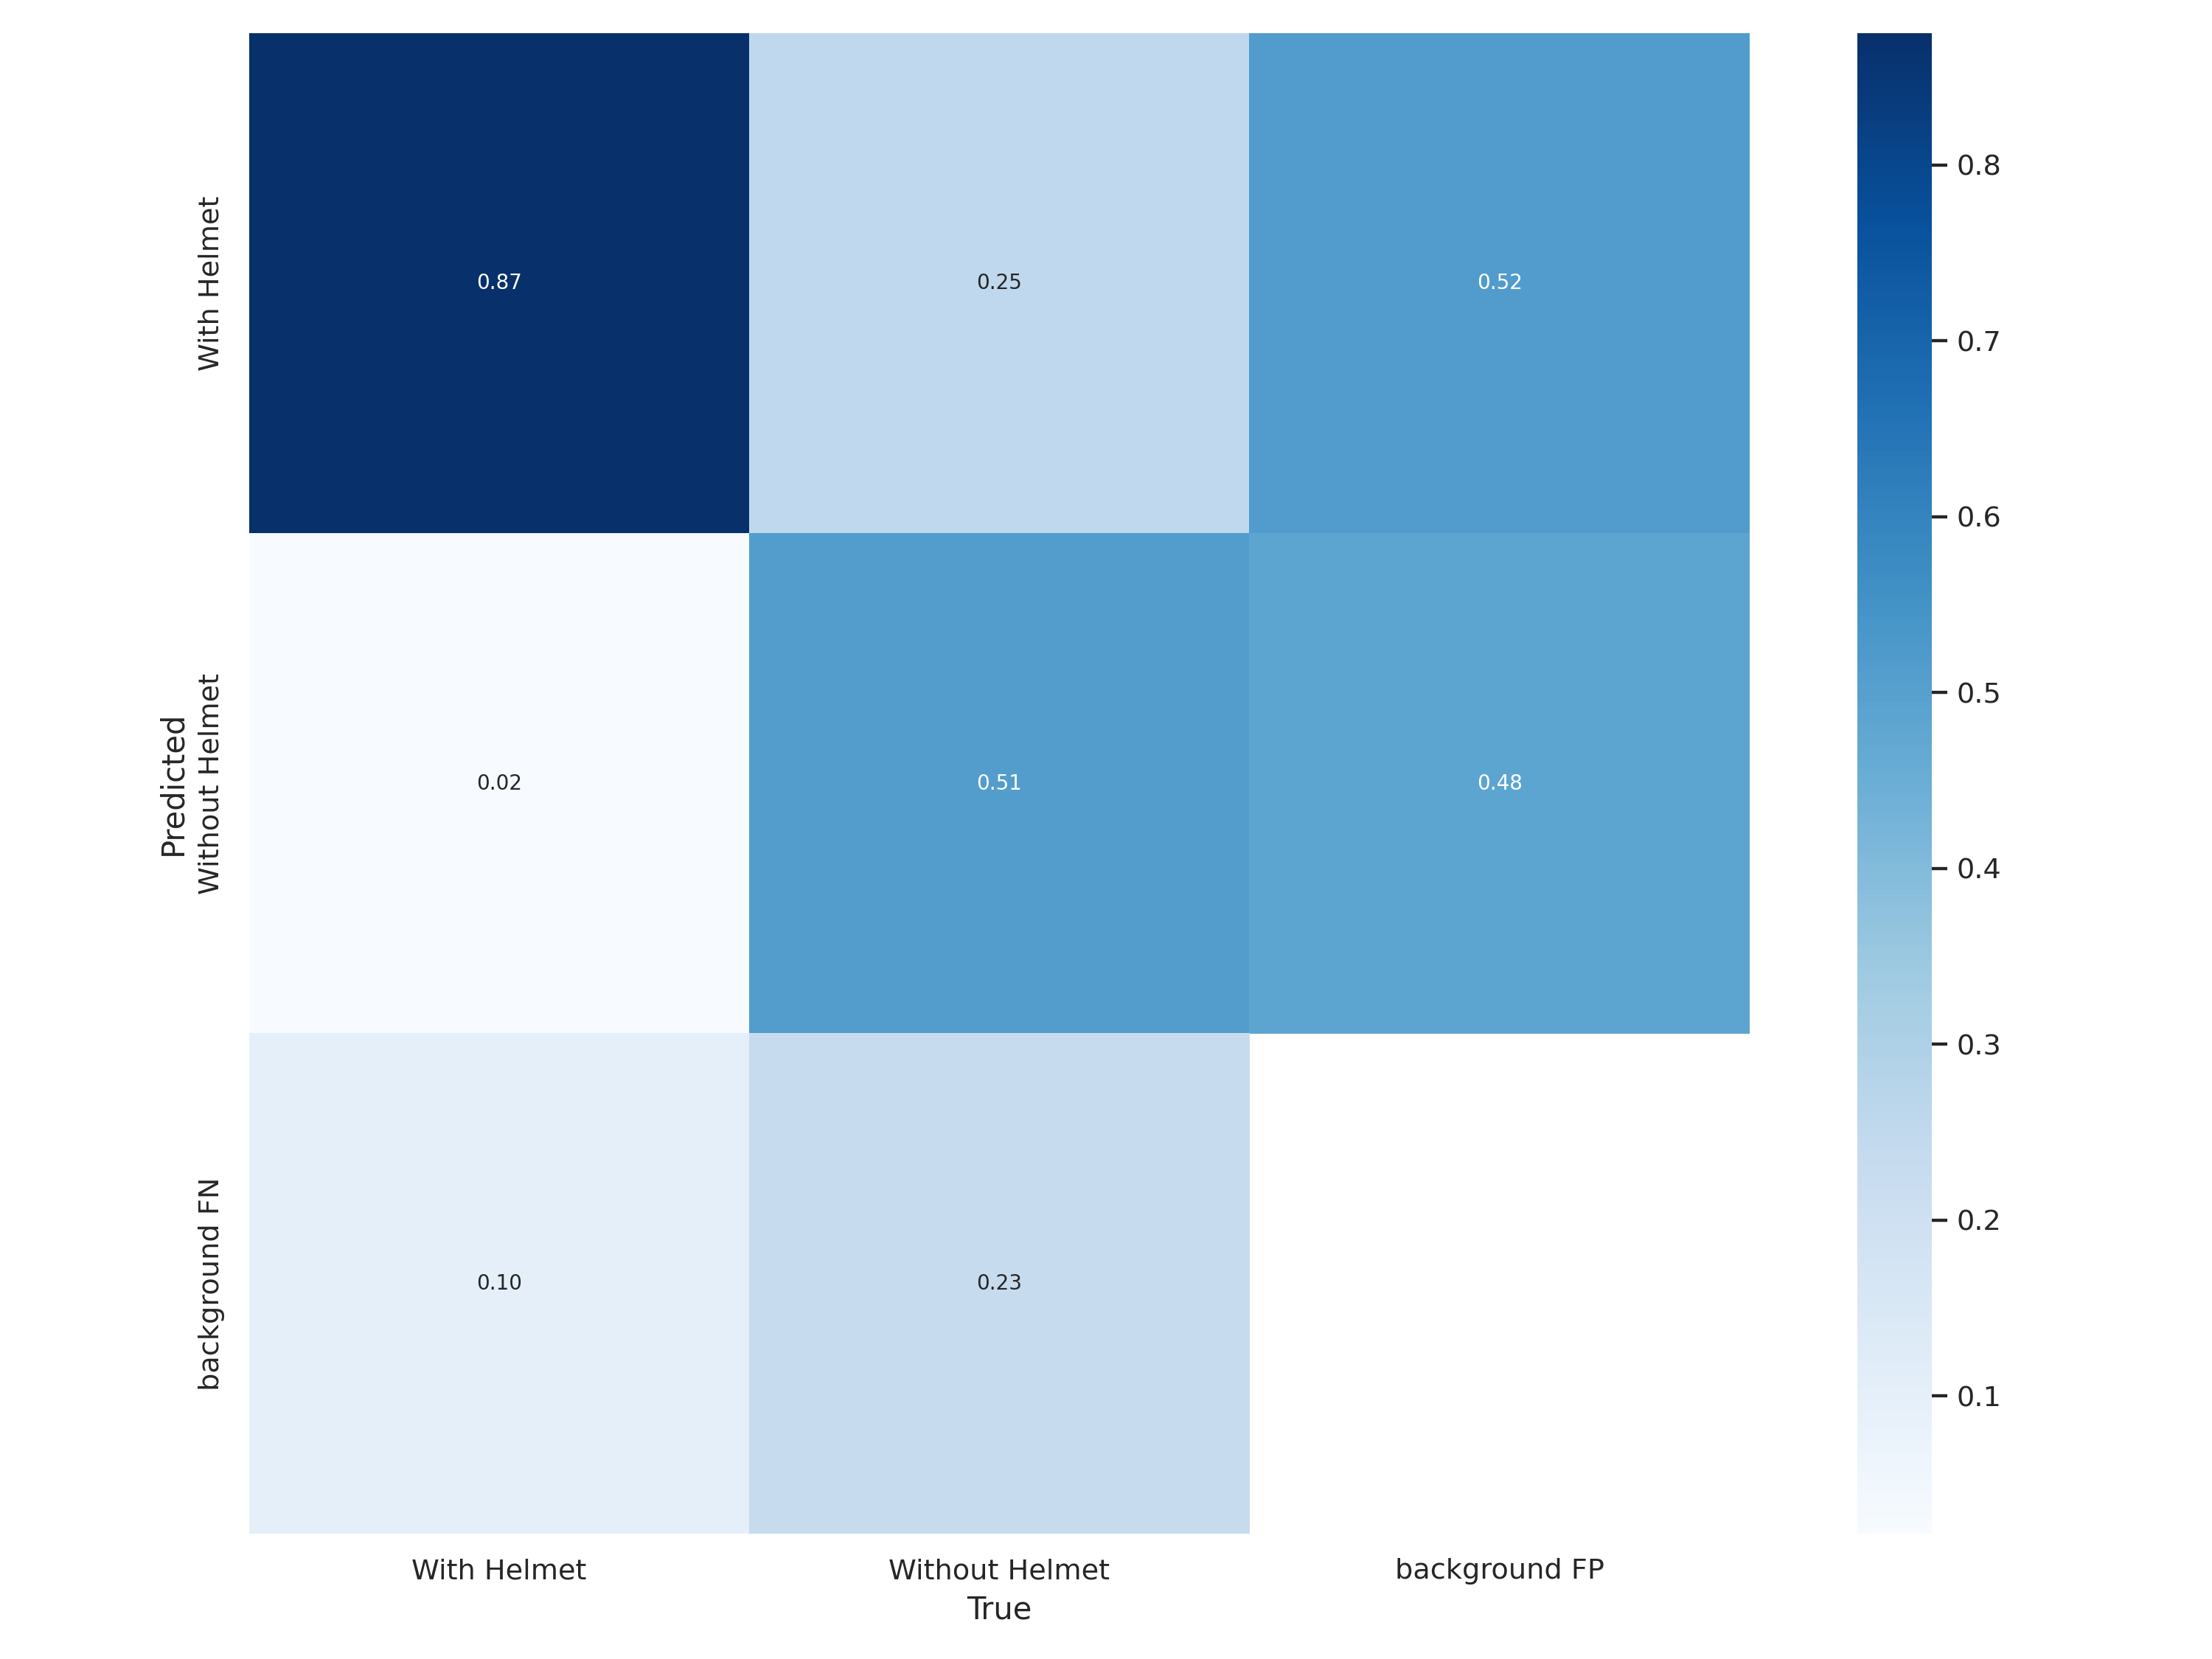 With Helmet
0.87
0.25
0.52
Predicted
Without Helmet
0.02
0.51
0.48
background FN
0.10
0.23
With Helmet
Without Helmet
background FP
True
0.8
0.7
0.6
0.5
0.4
0.3
0.2
0.1